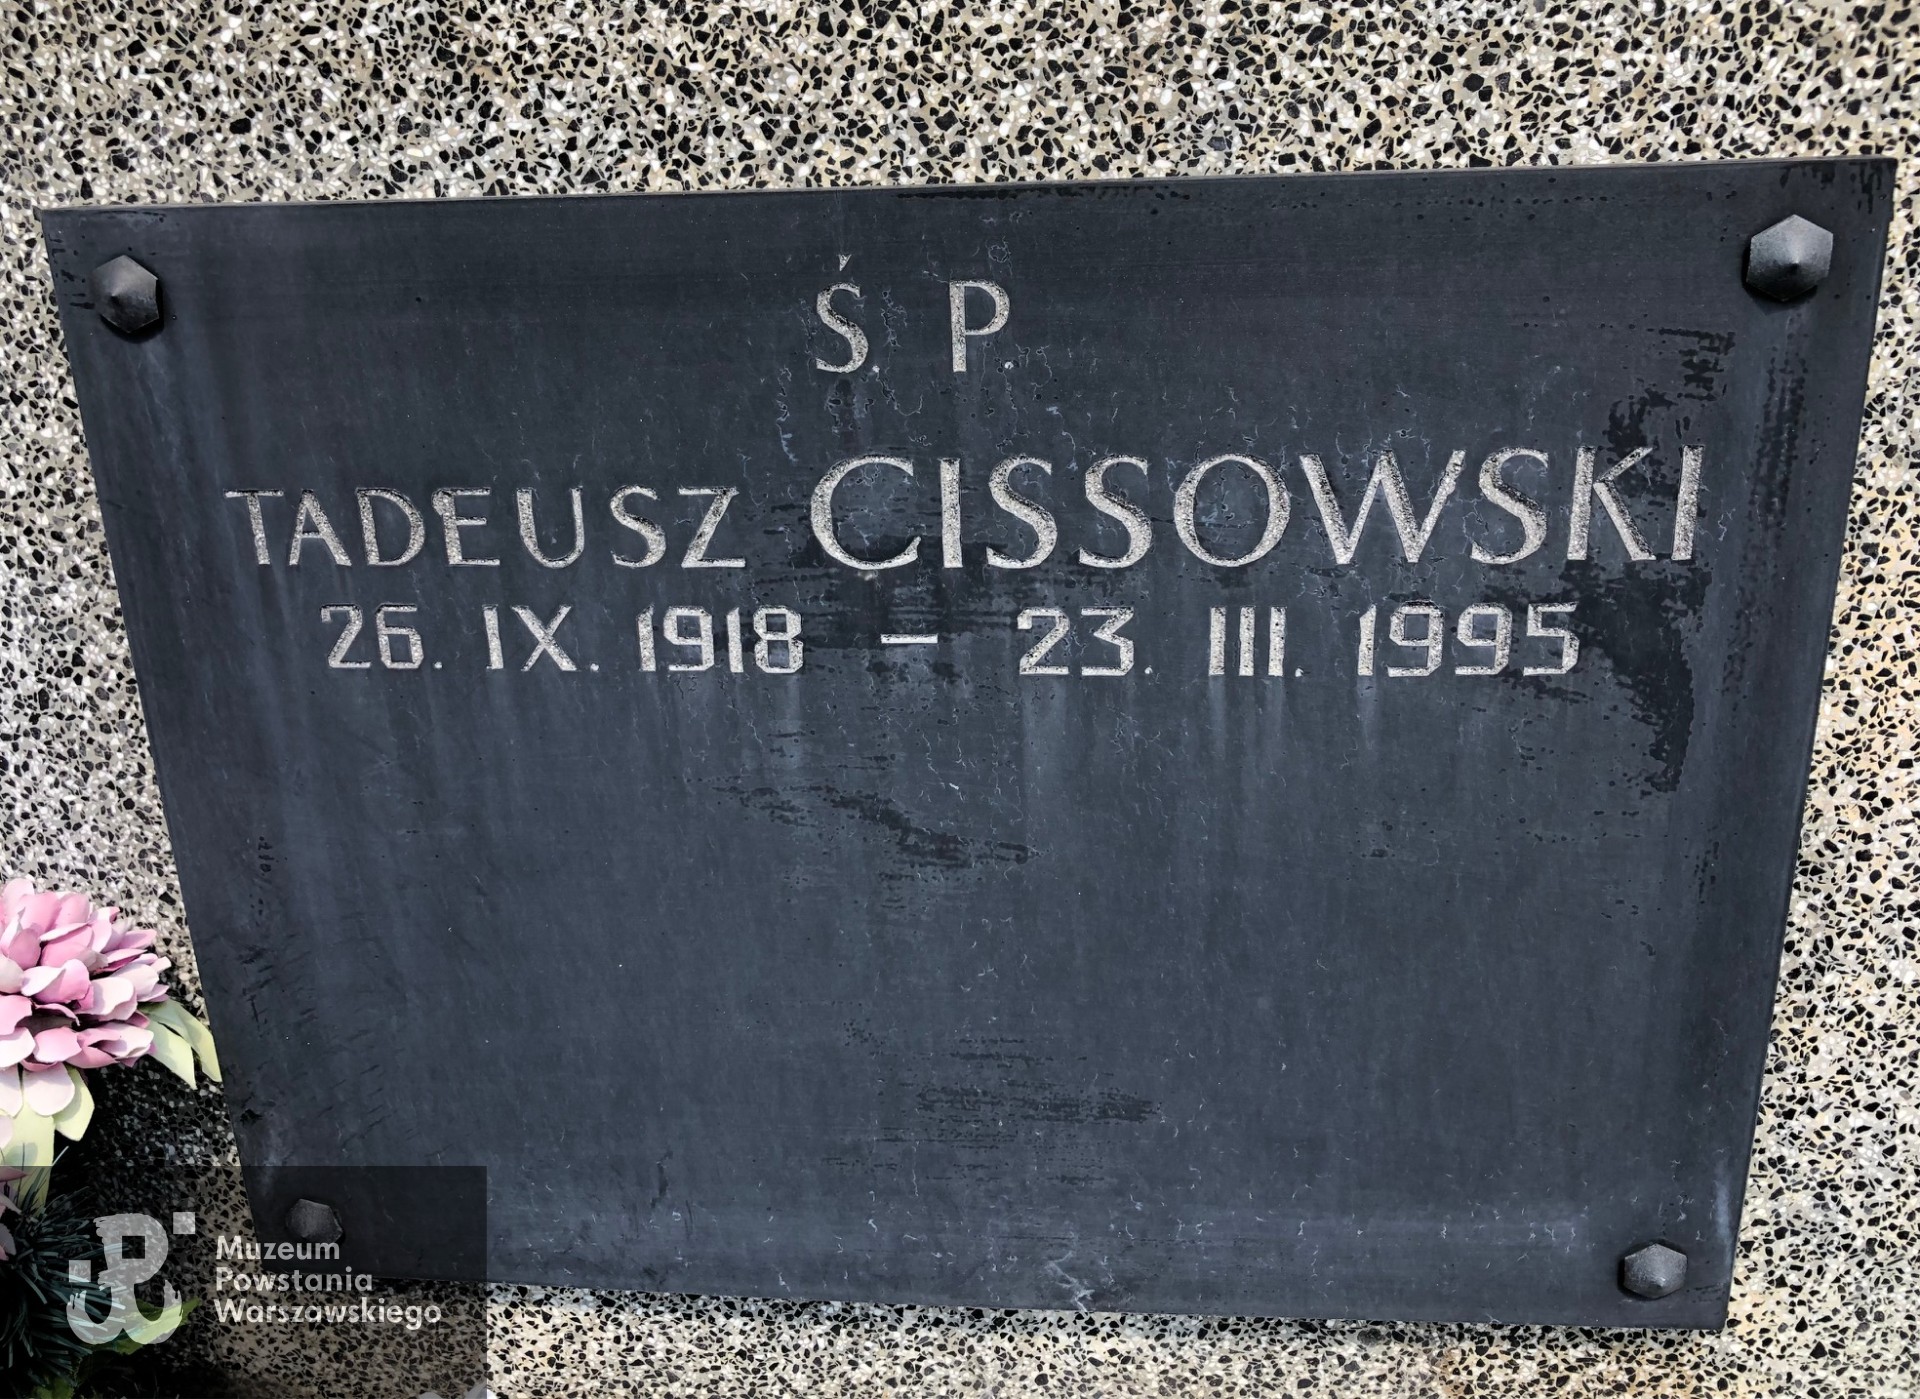 Ś. P.
TADEUSZ CISSOWSKI
26. IX. 1918 – 23. III. 1995
Muzeum
Powstania
Warszawskiego